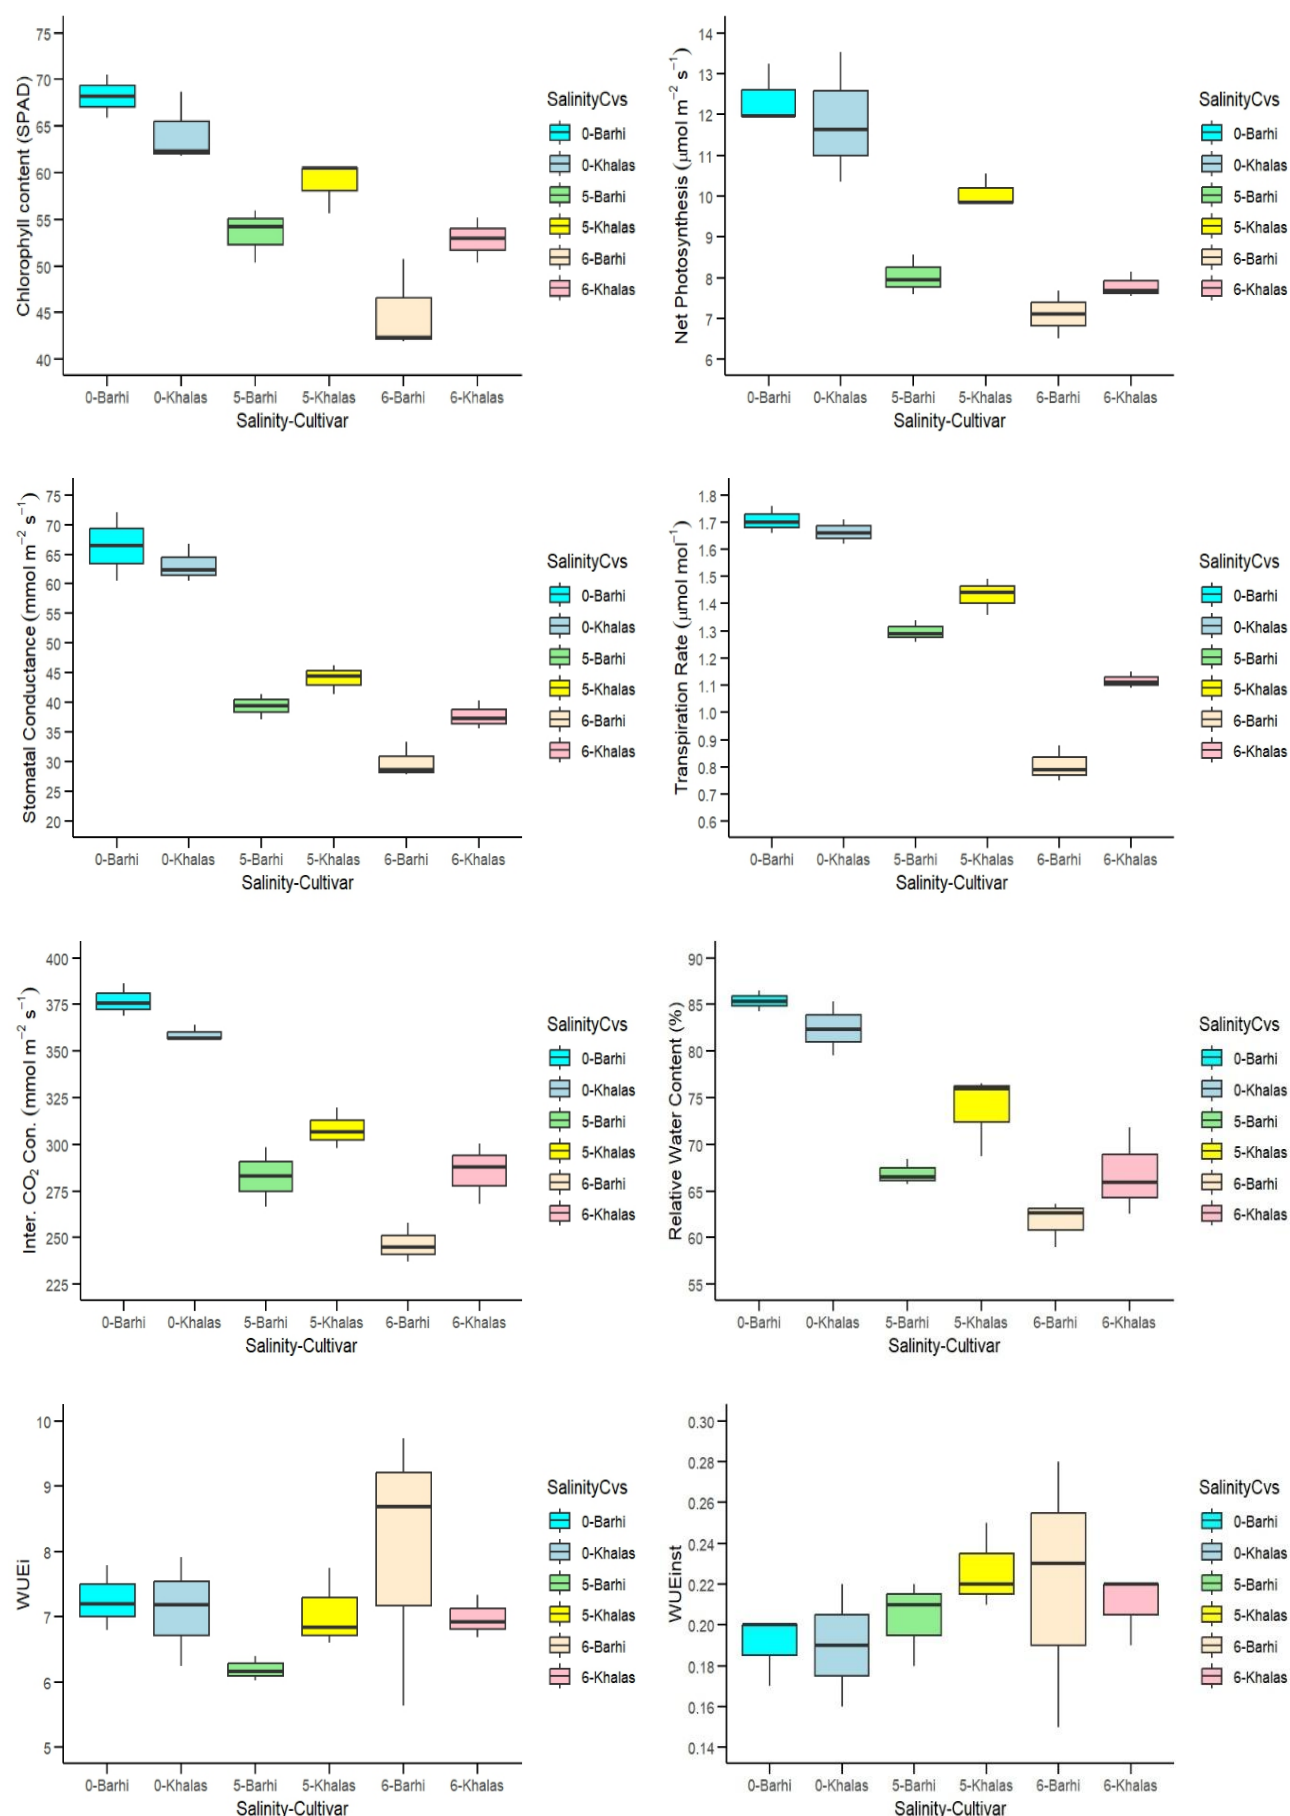 Chlorophyll content (SPAD)
75
70
65
60
55
50
45
40
0-Barhi 0-Khalas 5-Barhi 5-Khalas 6-Barhi 6-Khalas
Salinity-Cultivar
SalinityCvs
0-Barhi
0-Khalas
5-Barhi
5-Khalas
6-Barhi
6-Khalas
Net Photosynthesis (μmol m⁻² s⁻¹)
14
13
12
11
10
9
8
7
6
0-Barhi 0-Khalas 5-Barhi 5-Khalas 6-Barhi 6-Khalas
Salinity-Cultivar
SalinityCvs
0-Barhi
0-Khalas
5-Barhi
5-Khalas
6-Barhi
6-Khalas
Stomatal Conductance (mmol m⁻² s⁻¹)
75
70
65
60
55
50
45
40
35
30
25
20
0-Barhi 0-Khalas 5-Barhi 5-Khalas 6-Barhi 6-Khalas
Salinity-Cultivar
SalinityCvs
0-Barhi
0-Khalas
5-Barhi
5-Khalas
6-Barhi
6-Khalas
Transpiration Rate (μmol mol⁻¹)
1.8
1.7
1.6
1.5
1.4
1.3
1.2
1.1
1.0
0.9
0.8
0.7
0.6
0-Barhi 0-Khalas 5-Barhi 5-Khalas 6-Barhi 6-Khalas
Salinity-Cultivar
SalinityCvs
0-Barhi
0-Khalas
5-Barhi
5-Khalas
6-Barhi
6-Khalas
Inter. CO₂ Con. (mmol m⁻² s⁻¹)
400
375
350
325
300
275
250
225
0-Barhi 0-Khalas 5-Barhi 5-Khalas 6-Barhi 6-Khalas
Salinity-Cultivar
SalinityCvs
0-Barhi
0-Khalas
5-Barhi
5-Khalas
6-Barhi
6-Khalas
Relative Water Content (%)
90
85
80
75
70
65
60
55
0-Barhi 0-Khalas 5-Barhi 5-Khalas 6-Barhi 6-Khalas
Salinity-Cultivar
SalinityCvs
0-Barhi
0-Khalas
5-Barhi
5-Khalas
6-Barhi
6-Khalas
WUEi
10
9
8
7
6
5
0-Barhi 0-Khalas 5-Barhi 5-Khalas 6-Barhi 6-Khalas
Salinity-Cultivar
SalinityCvs
0-Barhi
0-Khalas
5-Barhi
5-Khalas
6-Barhi
6-Khalas
WUEinst
0.30
0.28
0.26
0.24
0.22
0.20
0.18
0.16
0.14
0-Barhi 0-Khalas 5-Barhi 5-Khalas 6-Barhi 6-Khalas
Salinity-Cultivar
SalinityCvs
0-Barhi
0-Khalas
5-Barhi
5-Khalas
6-Barhi
6-Khalas